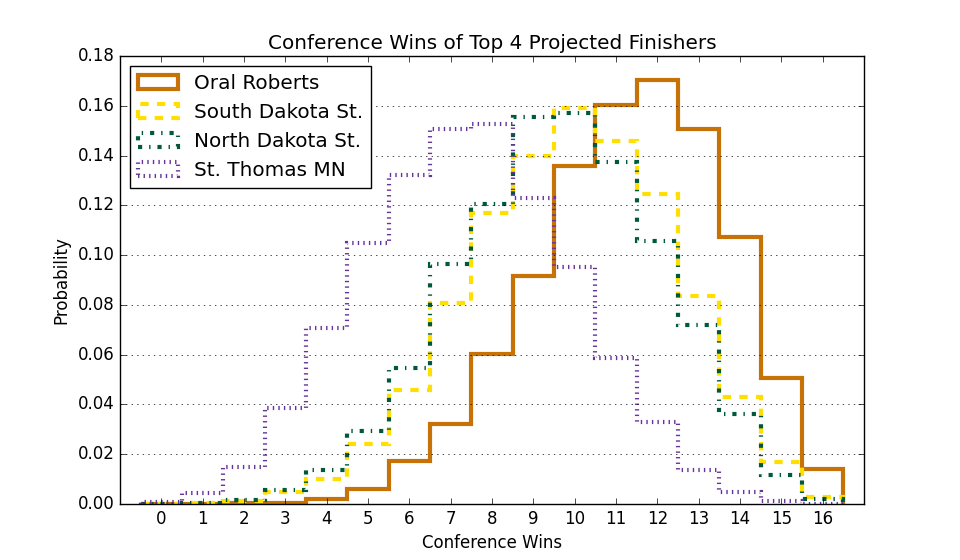 Conference Wins of Top 4 Projected Finishers
0.18
0.16
0.14
0.12
0.10
0.08
0.06
0.04
0.02
0.00
Probability
Oral Roberts
South Dakota St.
North Dakota St.
St. Thomas MN
0 1 2 3 4 5 6 7 8 9 10 11 12 13 14 15 16
Conference Wins